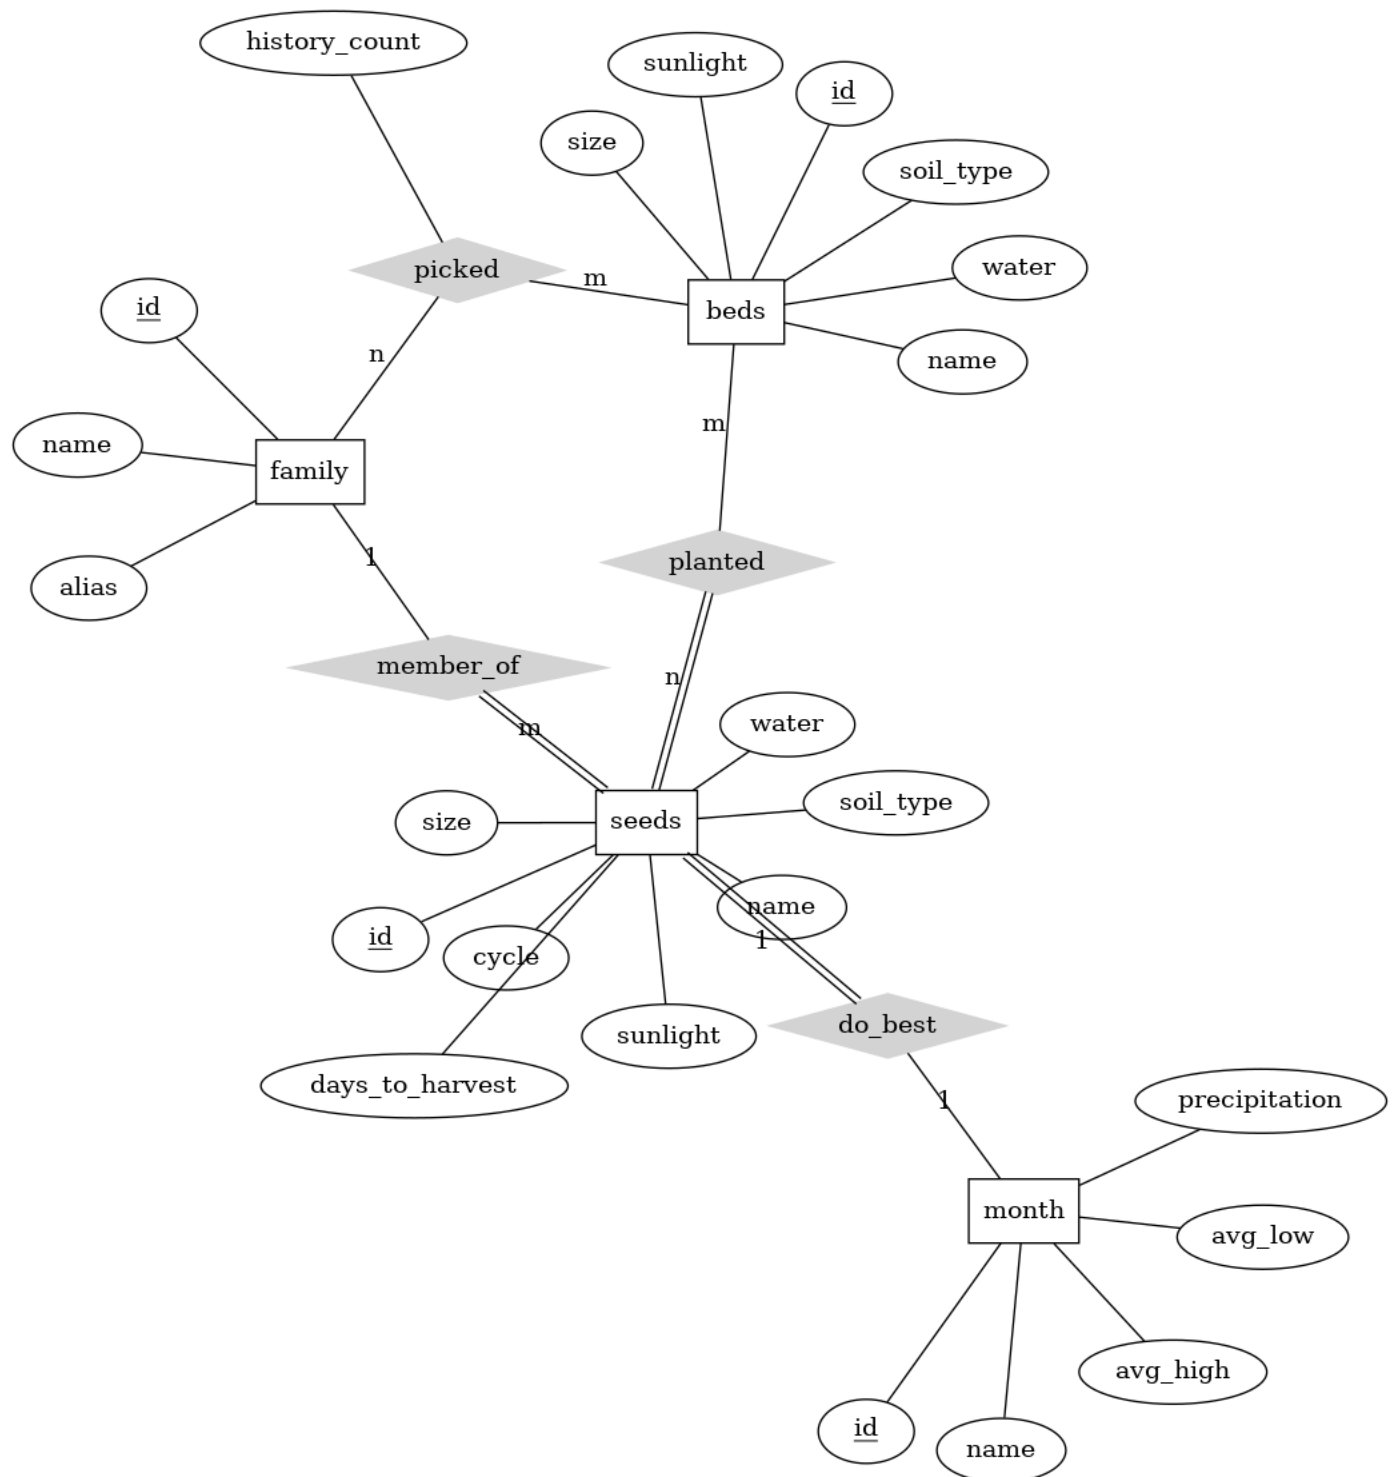 history_count
sunlight
id
size
soil_type
picked
m
water
id
beds
n
name
m
name
family
alias
1
planted
member_of
n
m
water
size
seeds
soil_type
name
id
1
cycle
sunlight
do_best
days_to_harvest
1
precipitation
month
avg_low
avg_high
id
name